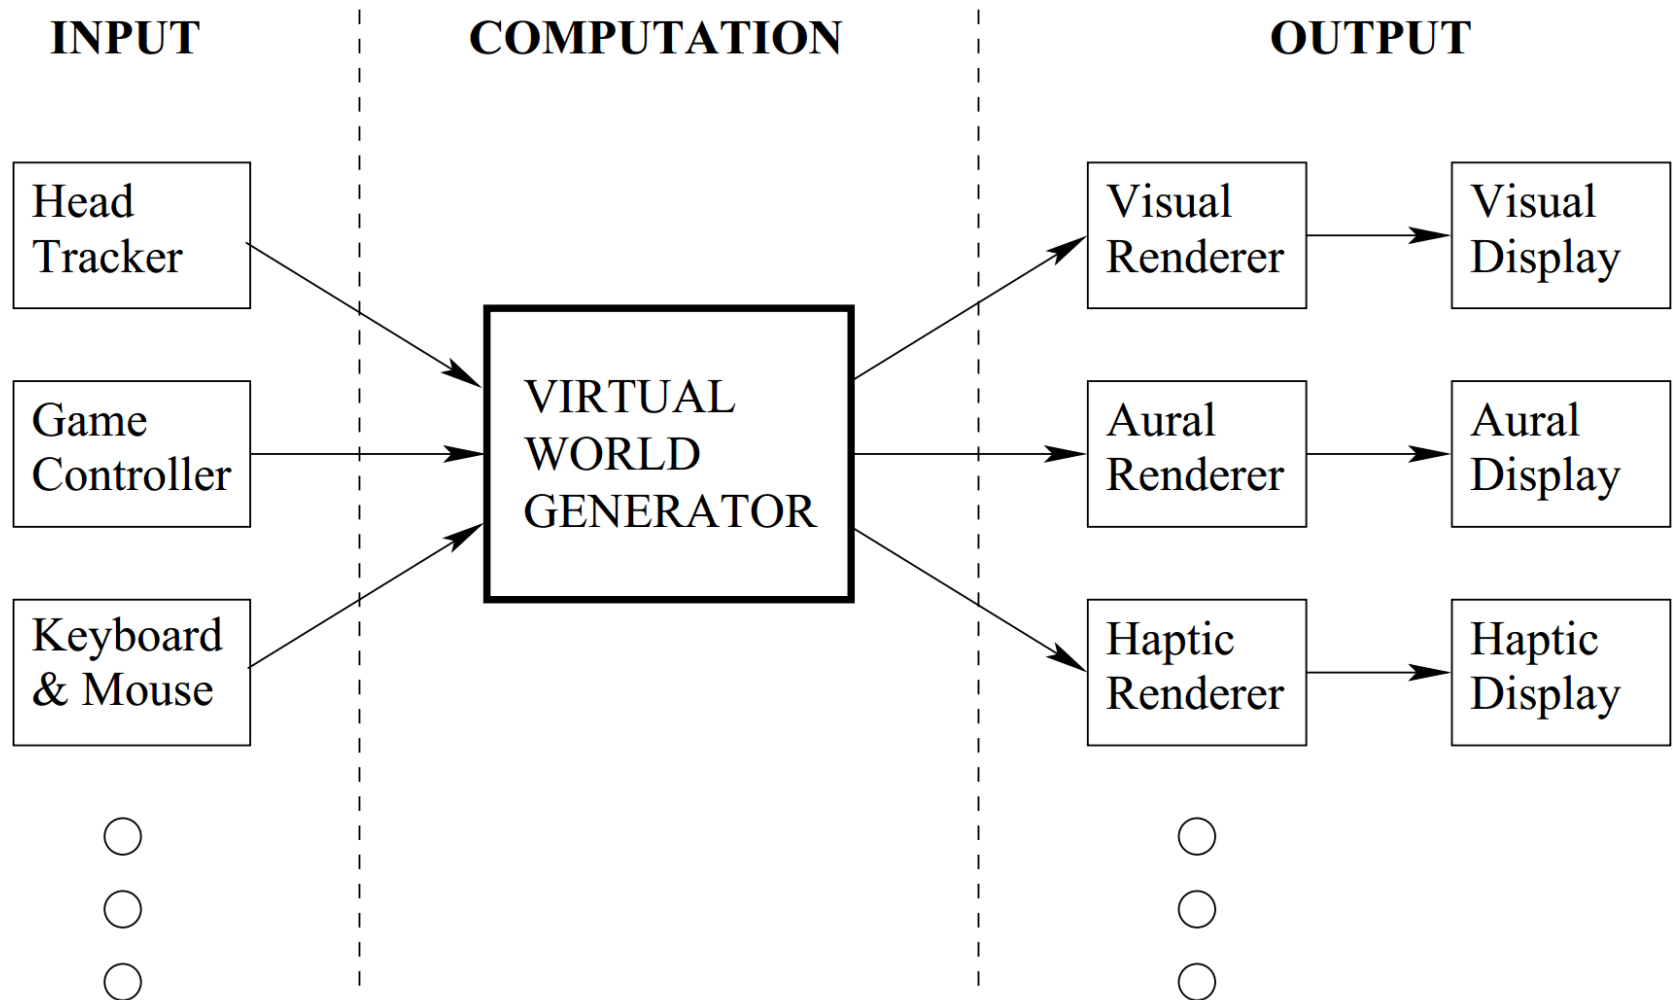 INPUT
COMPUTATION
OUTPUT
Head
Tracker
Game
Controller
Keyboard
& Mouse
VIRTUAL
WORLD
GENERATOR
Visual
Renderer
Visual
Display
Aural
Renderer
Aural
Display
Haptic
Renderer
Haptic
Display